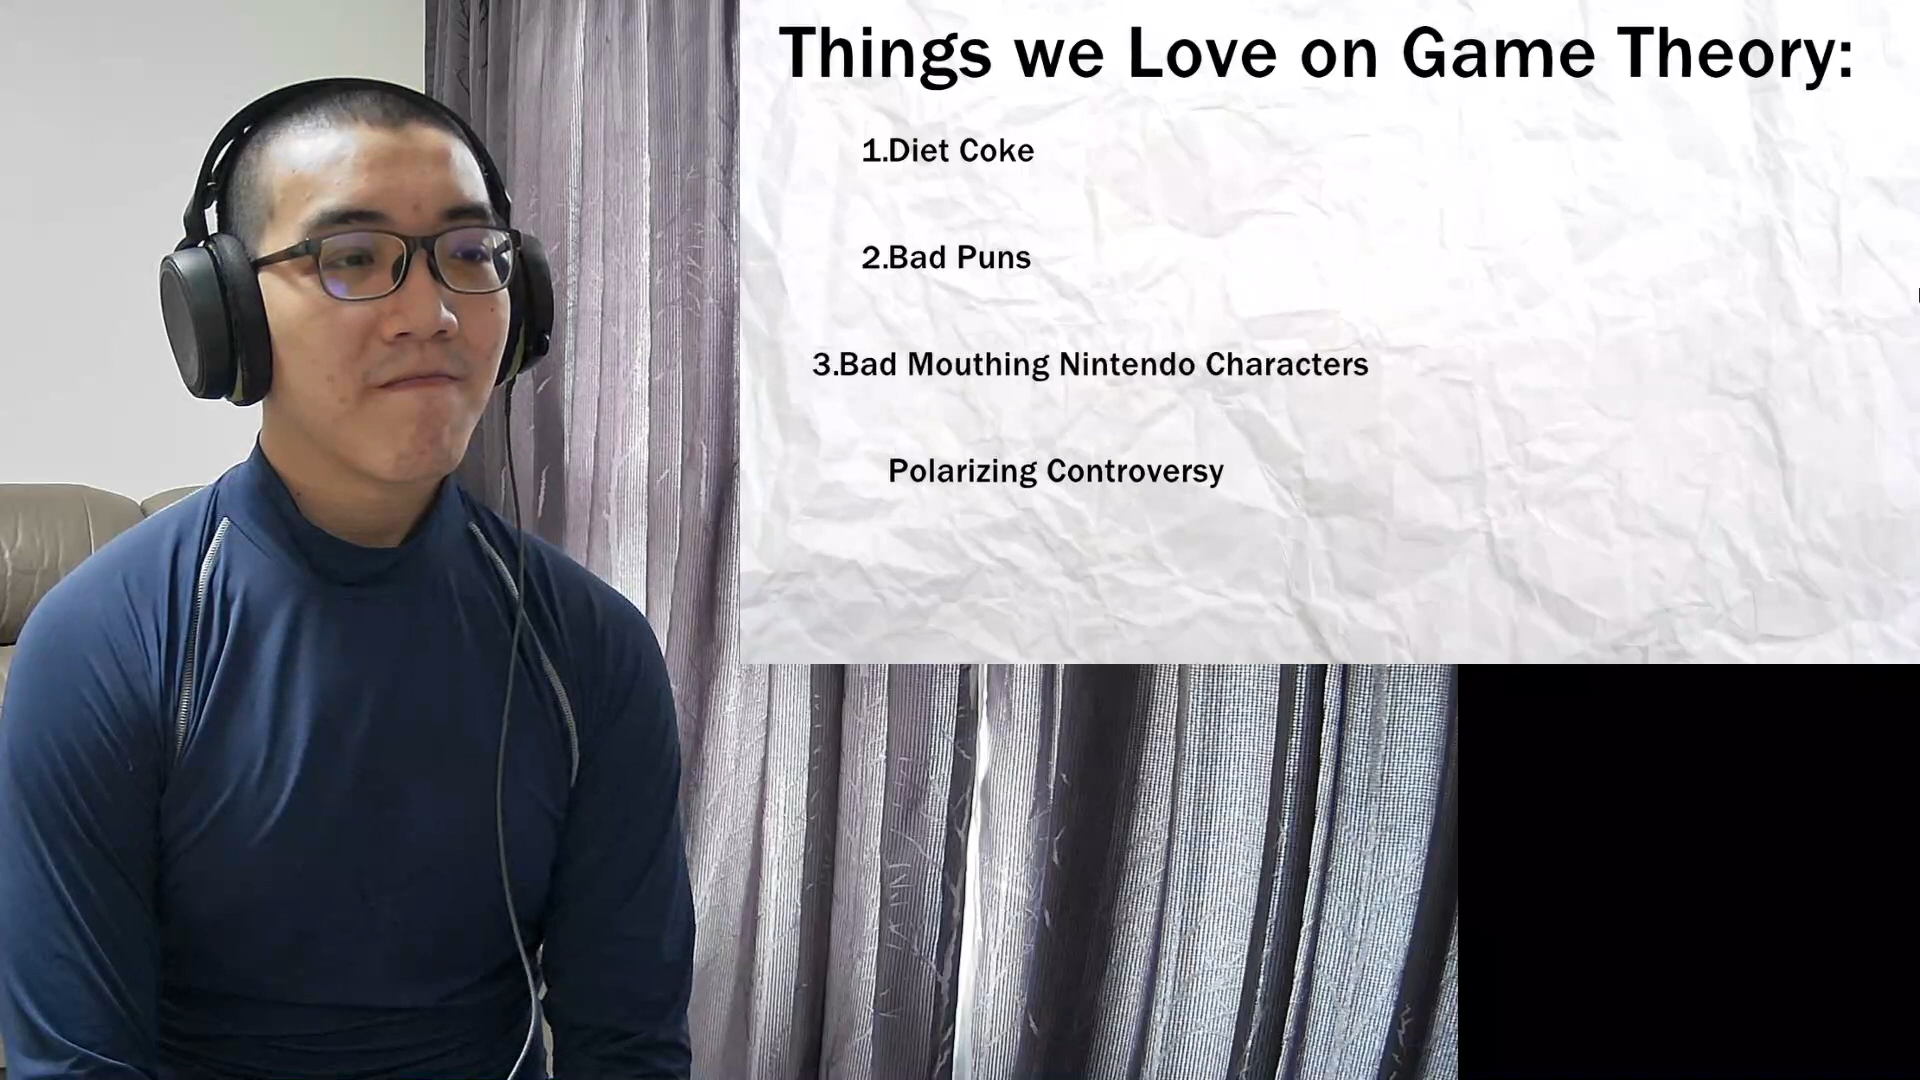 Things we Love on Game Theory:
1.Diet Coke
2.Bad Puns
3.Bad Mouthing Nintendo Characters
Polarizing Controversy